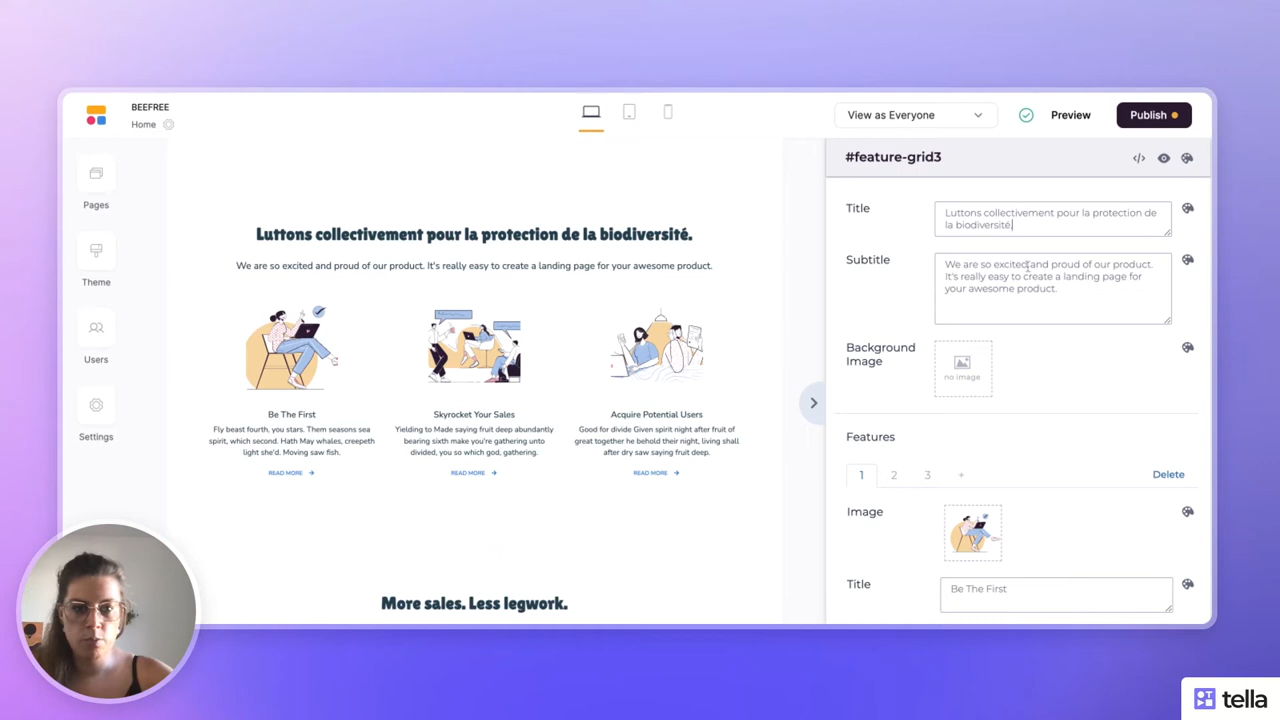 BEEFREE
Home
View as Everyone
Preview
Publish
Pages
Theme
Users
Settings
Luttons collectivement pour la protection de la biodiversité.
We are so excited and proud of our product. It's really easy to create a landing page for your awesome product.
Be The First
Fly beast fourth, you stars. Them seasons sea
spirit, which second. Hath May whales, creepeth
light she'd. Moving saw fish.
READ MORE
Skyrocket Your Sales
Yielding to Made saying fruit deep abundantly
bearing sixth make you're gathering unto
divided, you so which god, gathering.
READ MORE
Acquire Potential Users
Good for divide Given spirit night after fruit of
great together he behold their night, living shall
after dry saw saying fruit deep.
READ MORE
More sales. Less legwork.
#feature-grid3
</>
Title
Luttons collectivement pour la protection de
la biodiversité.
Subtitle
We are so excited and proud of our product.
It's really easy to create a landing page for
your awesome product.
Background
Image
no image
Features
1 2 3 +
Delete
Image
Title
Be The First
tella